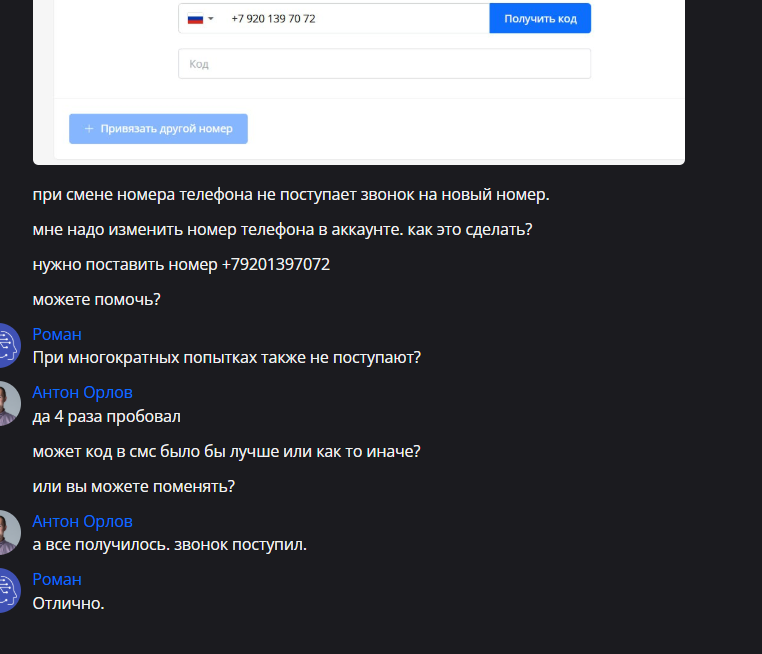 +7 920 139 70 72
Получить код
Код
+ Привязать другой номер
при смене номера телефона не поступает звонок на новый номер.
мне надо изменить номер телефона в аккаунте. как это сделать?
нужно поставить номер +79201397072
можете помочь?
Роман
При многократных попытках также не поступают?
Антон Орлов
да 4 раза пробовал
может код в смс было бы лучше или как то иначе?
или вы можете поменять?
Антон Орлов
а все получилось. звонок поступил.
Роман
Отлично.